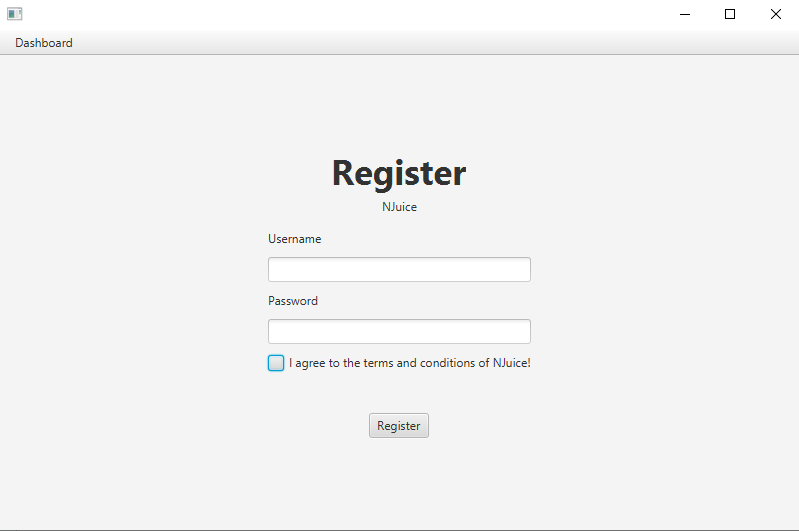 Dashboard
Register
NJuice
Username
Password
I agree to the terms and conditions of NJuice!
Register